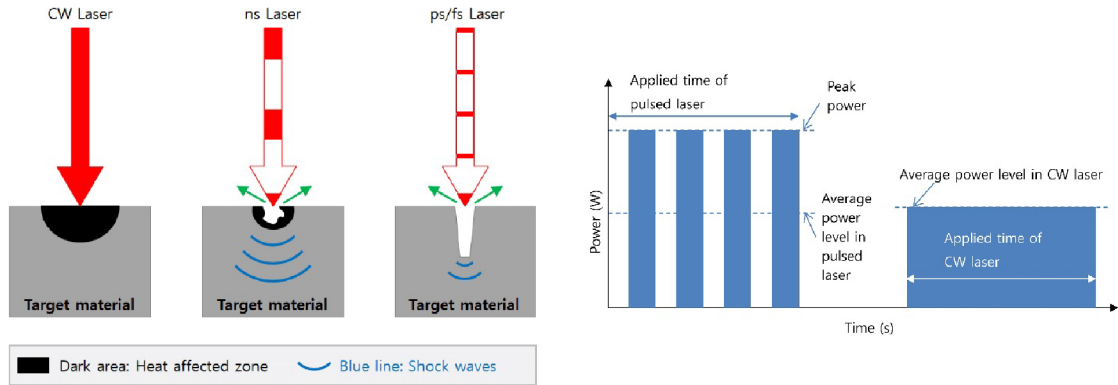 CW Laser
ns Laser
ps/fs Laser
Target material
Target material
Target material
Dark area: Heat affected zone
Blue line: Shock waves
Applied time of
pulsed laser
Peak
power
Average power level in CW laser
Average
power
level in
pulsed
laser
Applied time of
CW laser
Power (W)
Time (s)